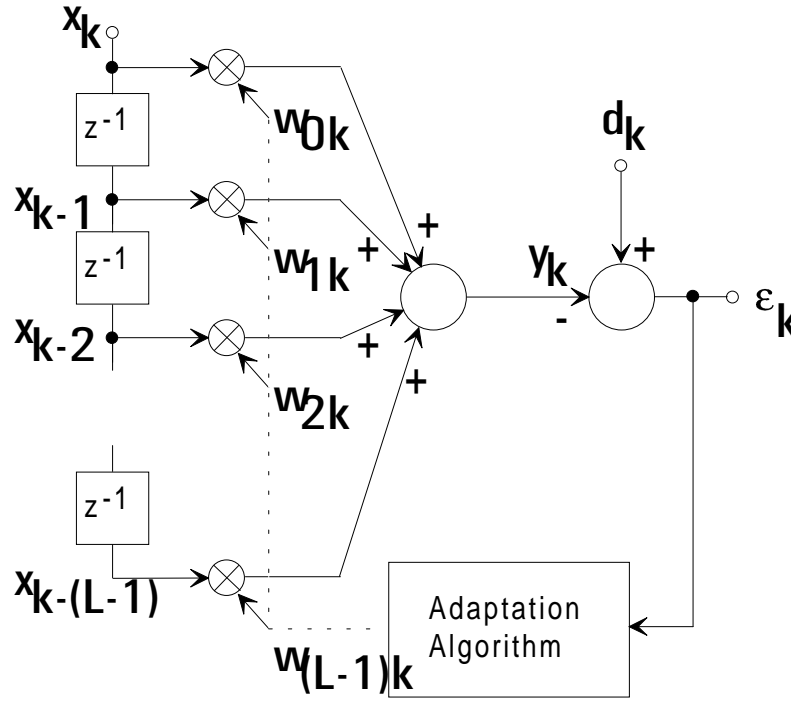 x_k
z^-1
w_0k
d_k
x_k-1
+
z^-1
w_1k
+
y_k
+
-
ε_k
x_k-2
+
w_2k
+
z^-1
x_k-(L-1)
Adaptation
Algorithm
w_(L-1)k